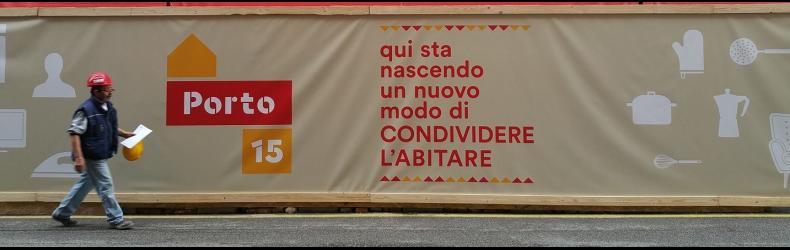 Porto
15
qui sta
nascendo
un nuovo
modo di
CONDIVIDERE
L'ABITARE